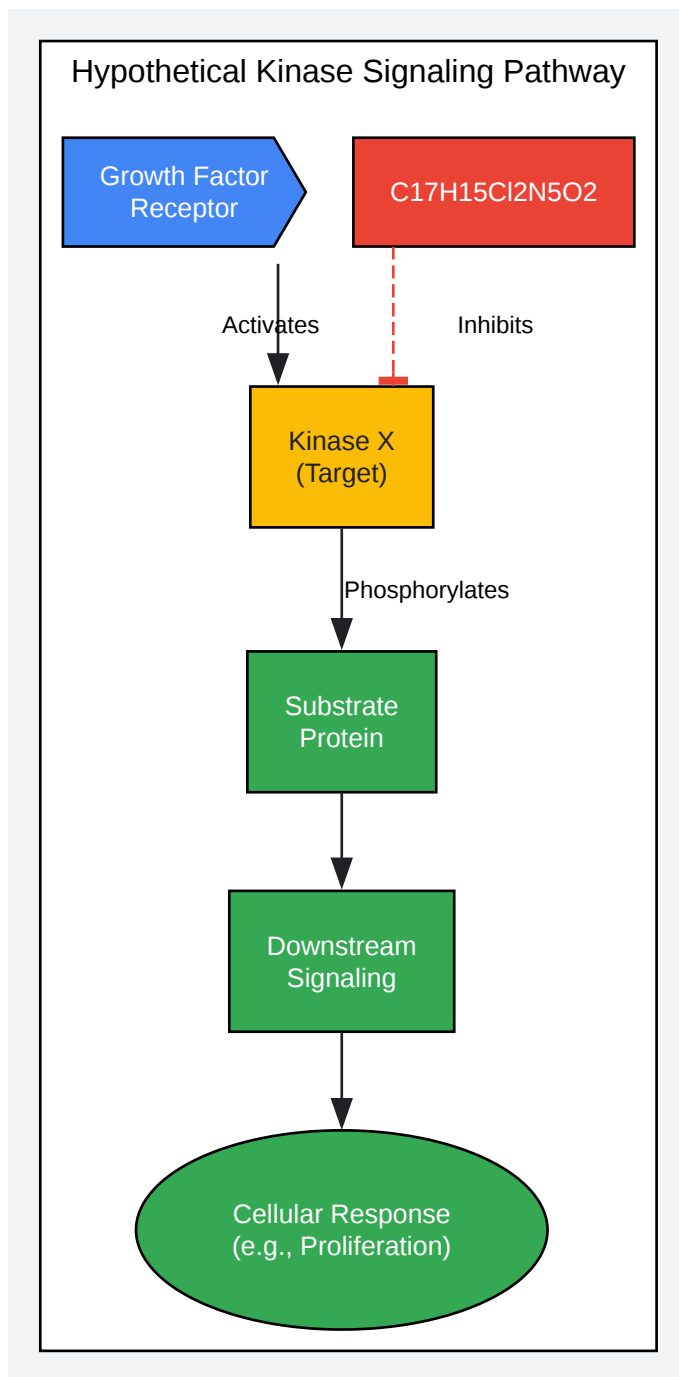 Hypothetical Kinase Signaling Pathway
Growth Factor
Receptor
C17H15Cl2N5O2
Activates
Inhibits
Kinase X
(Target)
Phosphorylates
Substrate
Protein
Downstream
Signaling
Cellular Response
(e.g., Proliferation)